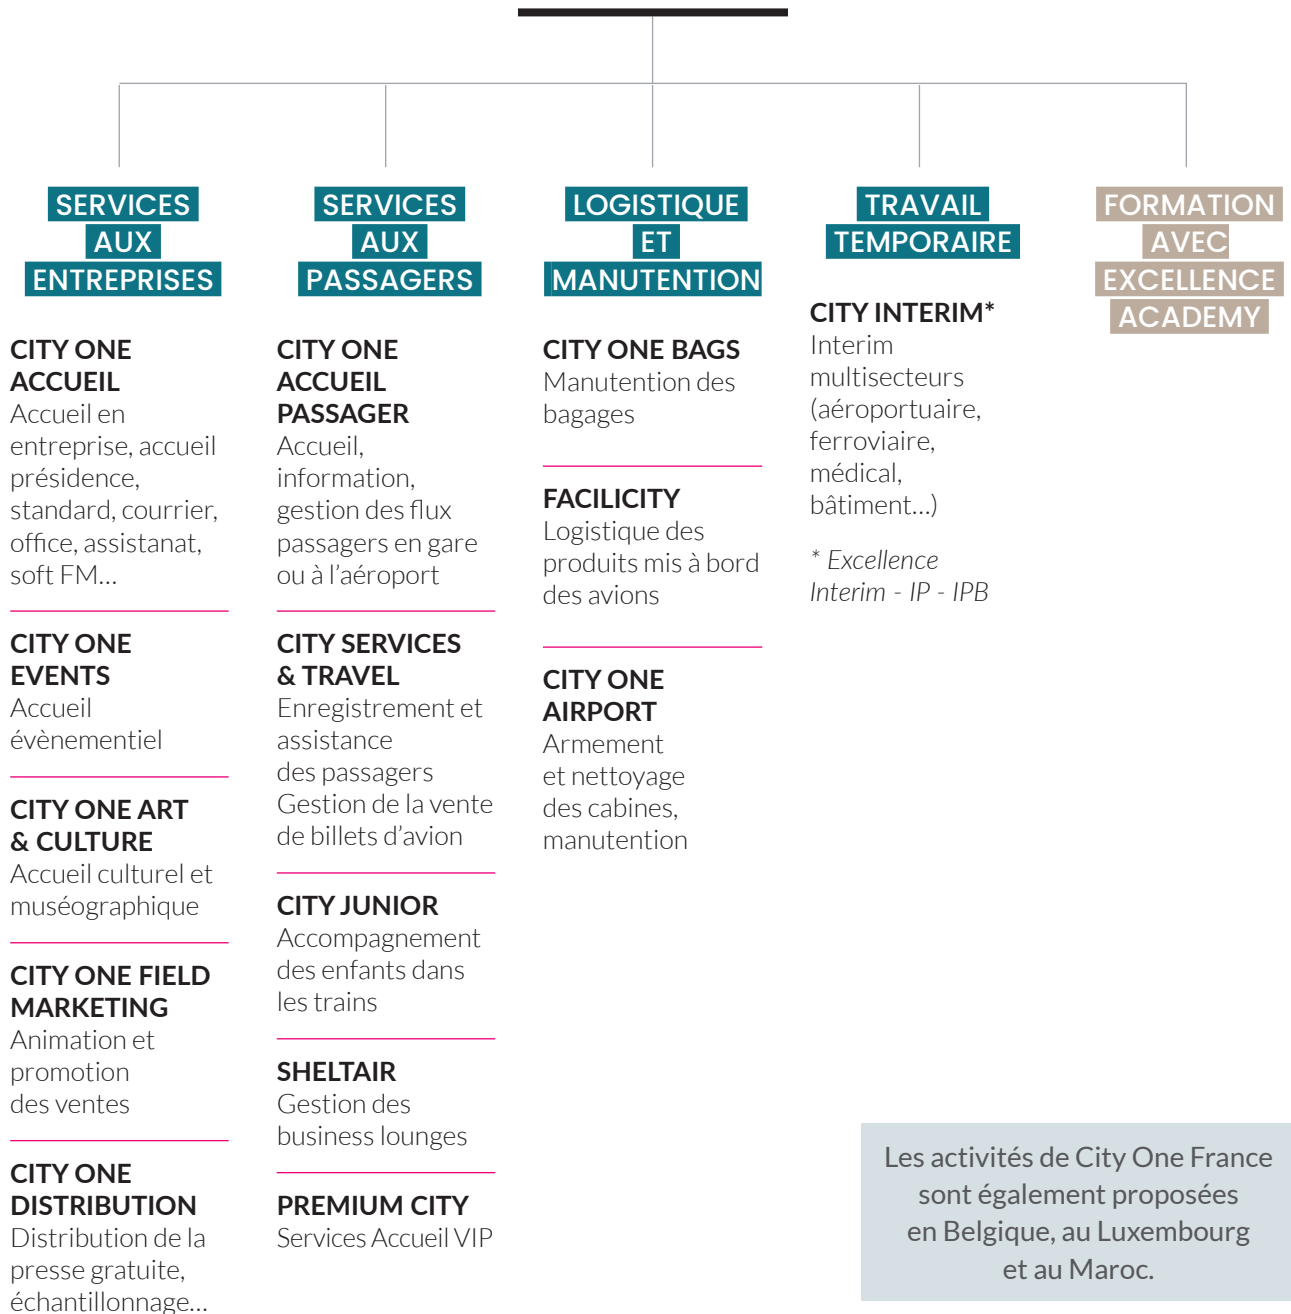 SERVICES
AUX
ENTREPRISES
CITY ONE
ACCUEIL
Accueil en
entreprise, accueil
présidence,
standard, courrier,
office, assistanat,
soft FM…
CITY ONE
EVENTS
Accueil
évènementiel
CITY ONE ART
& CULTURE
Accueil culturel et
muséographique
CITY ONE FIELD
MARKETING
Animation et
promotion
des ventes
CITY ONE
DISTRIBUTION
Distribution de la
presse gratuite,
échantillonnage…
SERVICES
AUX
PASSAGERS
CITY ONE
ACCUEIL
PASSAGER
Accueil,
information,
gestion des flux
passagers en gare
ou à l’aéroport
CITY SERVICES
& TRAVEL
Enregistrement et
assistance
des passagers
Gestion de la vente
de billets d’avion
CITY JUNIOR
Accompagnement
des enfants dans
les trains
SHELTAIR
Gestion des
business lounges
PREMIUM CITY
Services Accueil VIP
LOGISTIQUE
ET
MANUTENTION
CITY ONE BAGS
Manutention des
bagages
FACILICITY
Logistique des
produits mis à bord
des avions
CITY ONE
AIRPORT
Armement
et nettoyage
des cabines,
manutention
TRAVAIL
TEMPORAIRE
CITY INTERIM*
Interim
multisecteurs
(aéroportuaire,
ferroviaire,
médical,
bâtiment…)
* Excellence
Interim - IP - IPB
FORMATION
AVEC
EXCELLENCE
ACADEMY
Les activités de City One France
sont également proposées
en Belgique, au Luxembourg
et au Maroc.